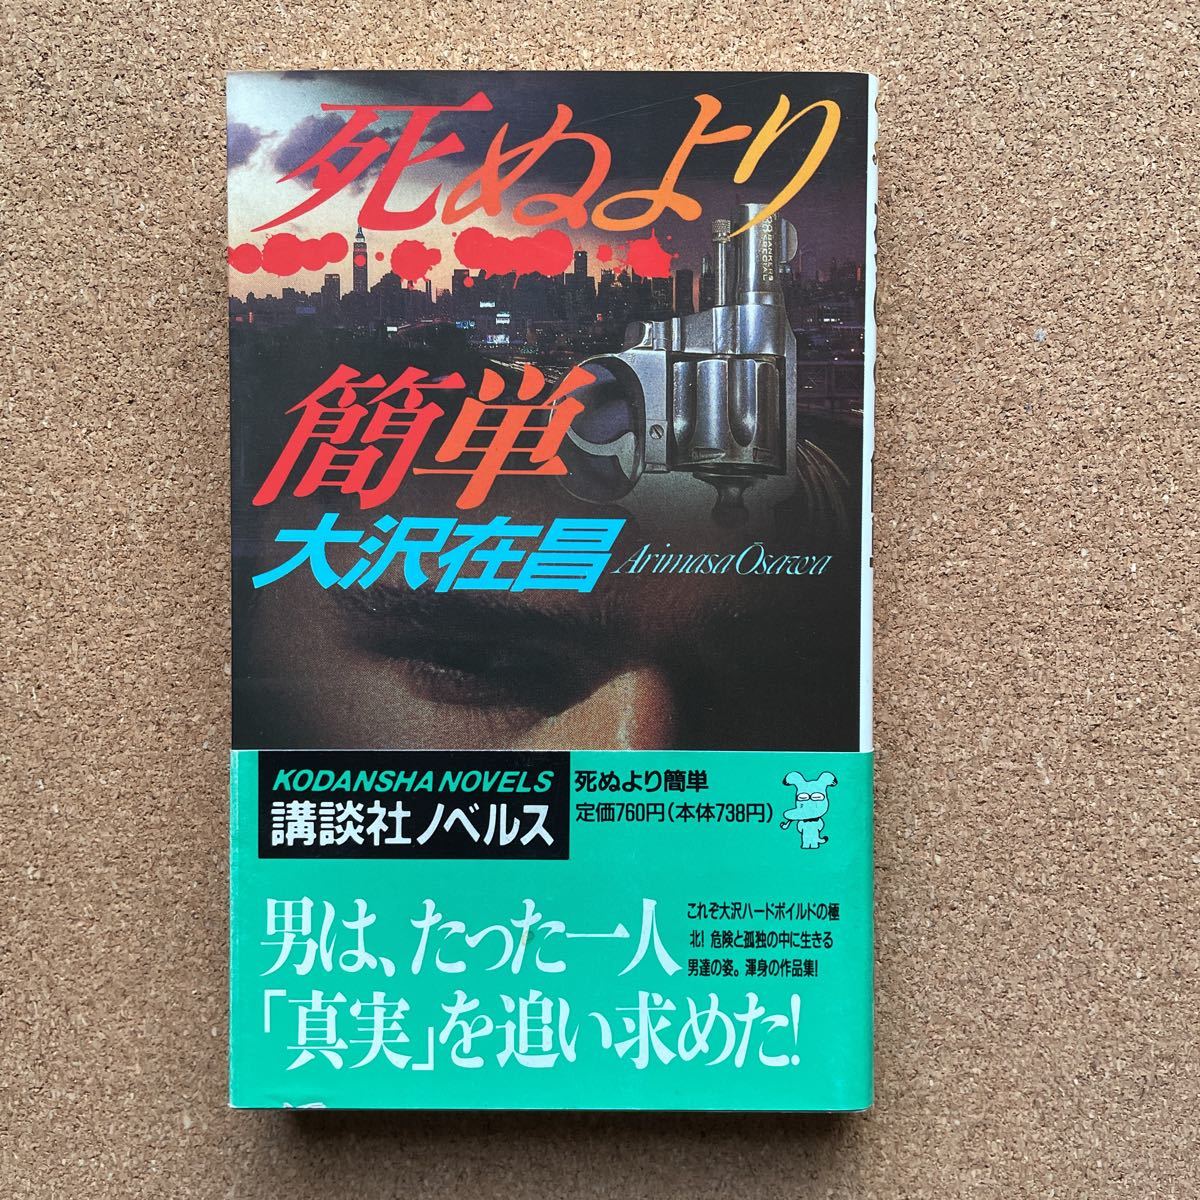 死ぬより
簡単
大沢在昌
Arimasa Ōsawa
BANKERS
SPECIAL
KODANSHA NOVELS
講談社ノベルス
死ぬより簡単
定価760円(本体738円)
男は、たった一人
「真実」を追い求めた!
これぞ大沢ハードボイルドの極
北! 危険と孤独の中に生きる
男達の姿。渾身の作品集!